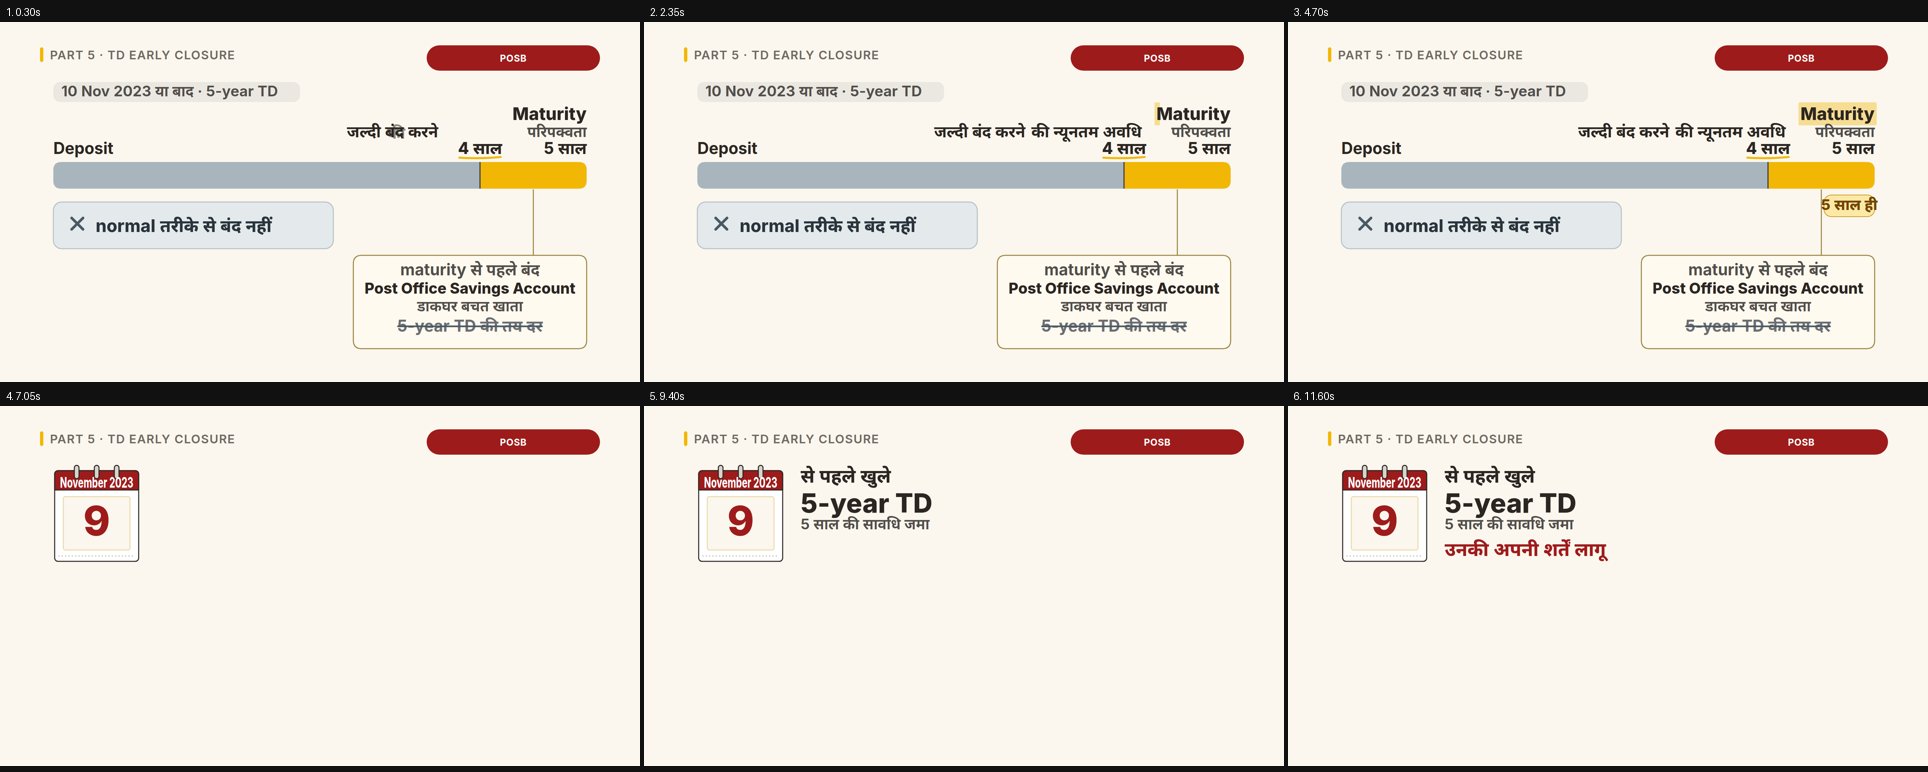 1. 0.30s
PART 5 · TD EARLY CLOSURE
POSB
10 Nov 2023 या बाद · 5-year TD
Maturity
जल्दी बंद करने
परिपक्वता
Deposit
4 साल
5 साल
✕ normal तरीके से बंद नहीं
maturity से पहले बंद
Post Office Savings Account
डाकघर बचत खाता
5-year TD की तय दर
2. 2.35s
PART 5 · TD EARLY CLOSURE
POSB
10 Nov 2023 या बाद · 5-year TD
Maturity
जल्दी बंद करने की न्यूनतम अवधि
परिपक्वता
Deposit
4 साल
5 साल
✕ normal तरीके से बंद नहीं
maturity से पहले बंद
Post Office Savings Account
डाकघर बचत खाता
5-year TD की तय दर
3. 4.70s
PART 5 · TD EARLY CLOSURE
POSB
10 Nov 2023 या बाद · 5-year TD
Maturity
जल्दी बंद करने की न्यूनतम अवधि
परिपक्वता
Deposit
4 साल
5 साल
5 साल ही
✕ normal तरीके से बंद नहीं
maturity से पहले बंद
Post Office Savings Account
डाकघर बचत खाता
5-year TD की तय दर
4. 7.05s
PART 5 · TD EARLY CLOSURE
POSB
November 2023
9
5. 9.40s
PART 5 · TD EARLY CLOSURE
POSB
November 2023
9
से पहले खुले
5-year TD
5 साल की सावधि जमा
6. 11.60s
PART 5 · TD EARLY CLOSURE
POSB
November 2023
9
से पहले खुले
5-year TD
5 साल की सावधि जमा
उनकी अपनी शर्तें लागू